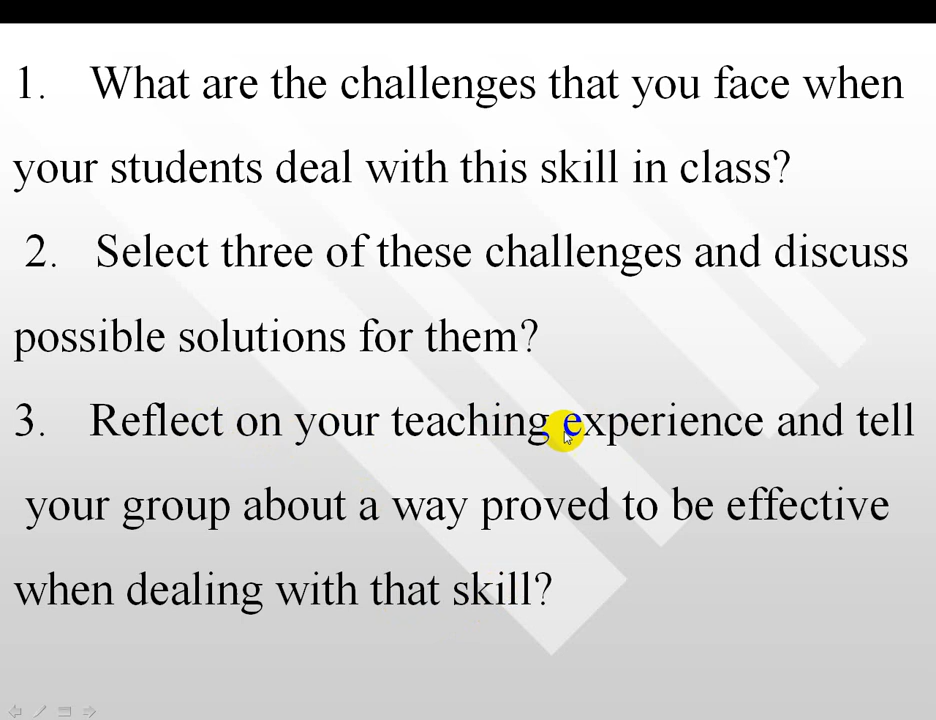 1. What are the challenges that you face when
your students deal with this skill in class?
2. Select three of these challenges and discuss
possible solutions for them?
3. Reflect on your teaching experience and tell
your group about a way proved to be effective
when dealing with that skill?